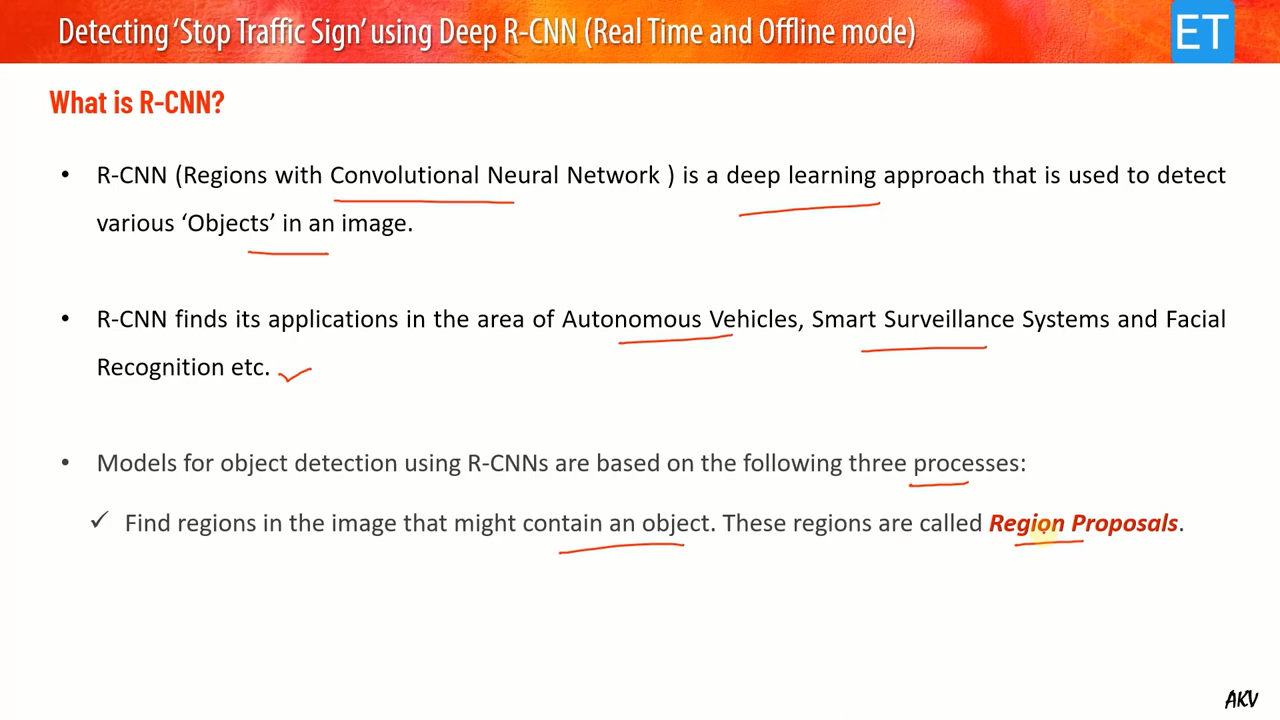 Detecting ‘Stop Traffic Sign’ using Deep R-CNN (Real Time and Offline mode)
ET
What is R-CNN?
• R-CNN (Regions with Convolutional Neural Network ) is a deep learning approach that is used to detect
various ‘Objects’ in an image.
• R-CNN finds its applications in the area of Autonomous Vehicles, Smart Surveillance Systems and Facial
Recognition etc.
• Models for object detection using R-CNNs are based on the following three processes:
✓ Find regions in the image that might contain an object. These regions are called Region Proposals.
AKV